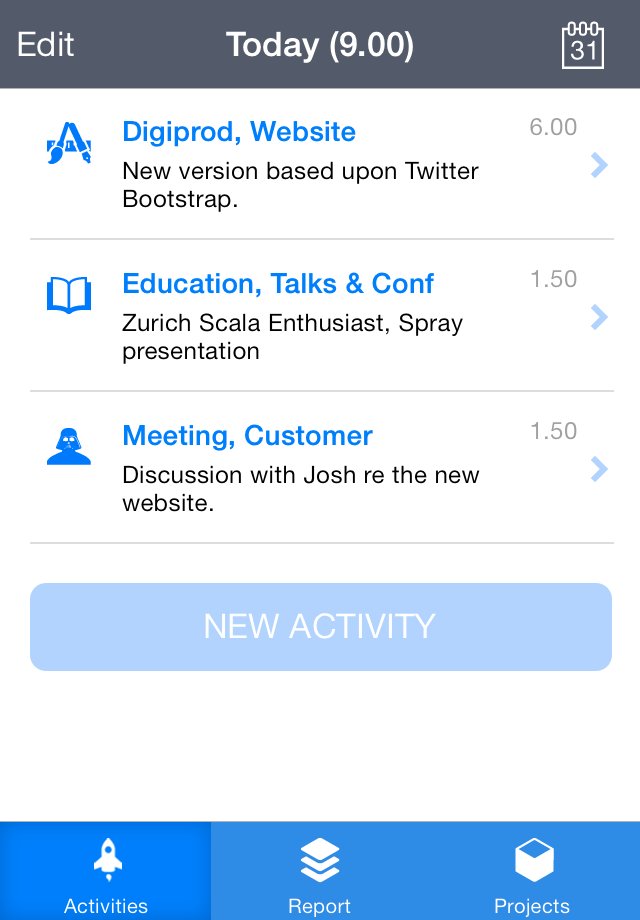 Edit
Today (9.00)
31
Digiprod, Website
6.00
New version based upon Twitter
Bootstrap.
Education, Talks & Conf
1.50
Zurich Scala Enthusiast, Spray
presentation
Meeting, Customer
1.50
Discussion with Josh re the new
website.
NEW ACTIVITY
Activities
Report
Projects